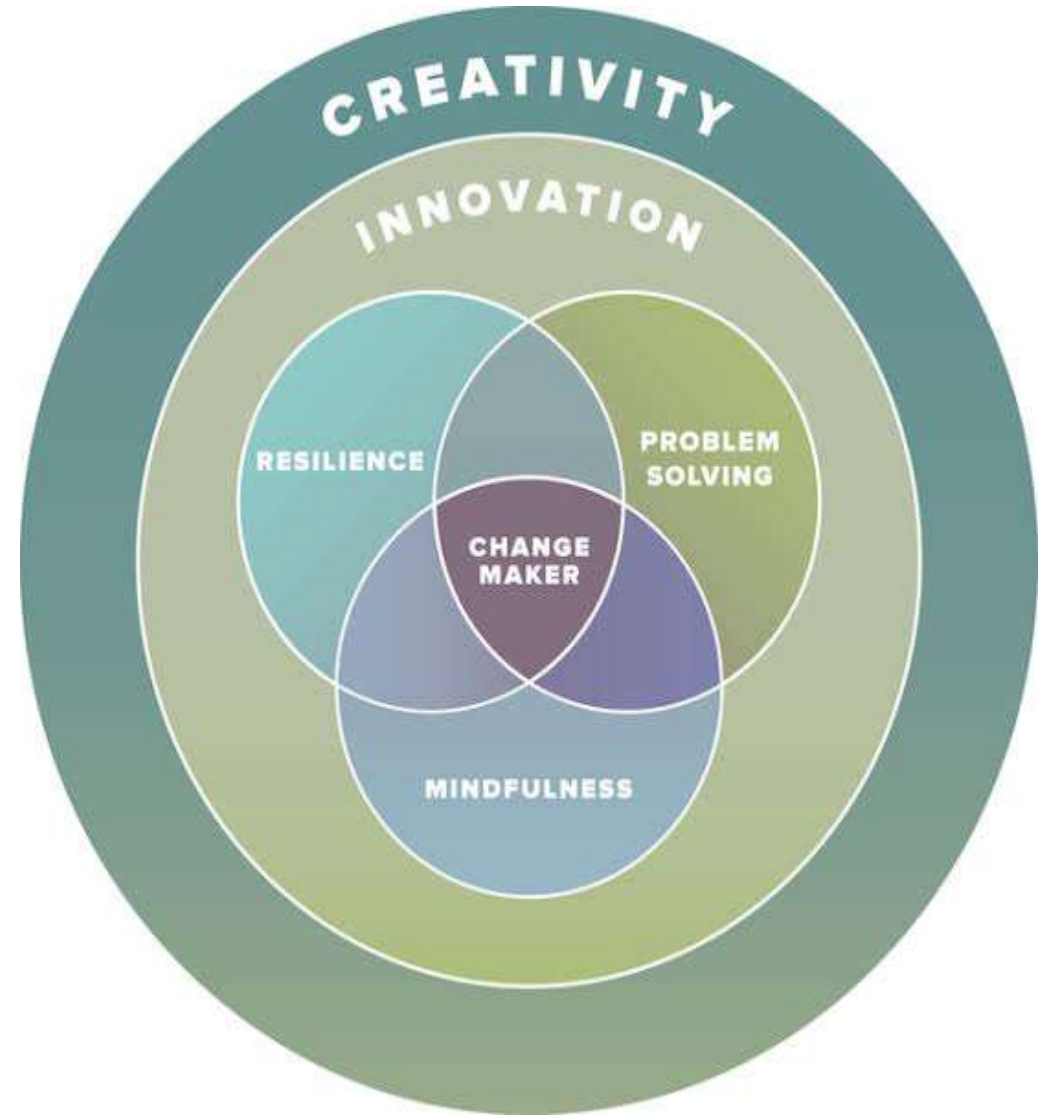 CREATIVITY
INNOVATION
RESILIENCE
PROBLEM
SOLVING
CHANGE
MAKER
MINDFULNESS